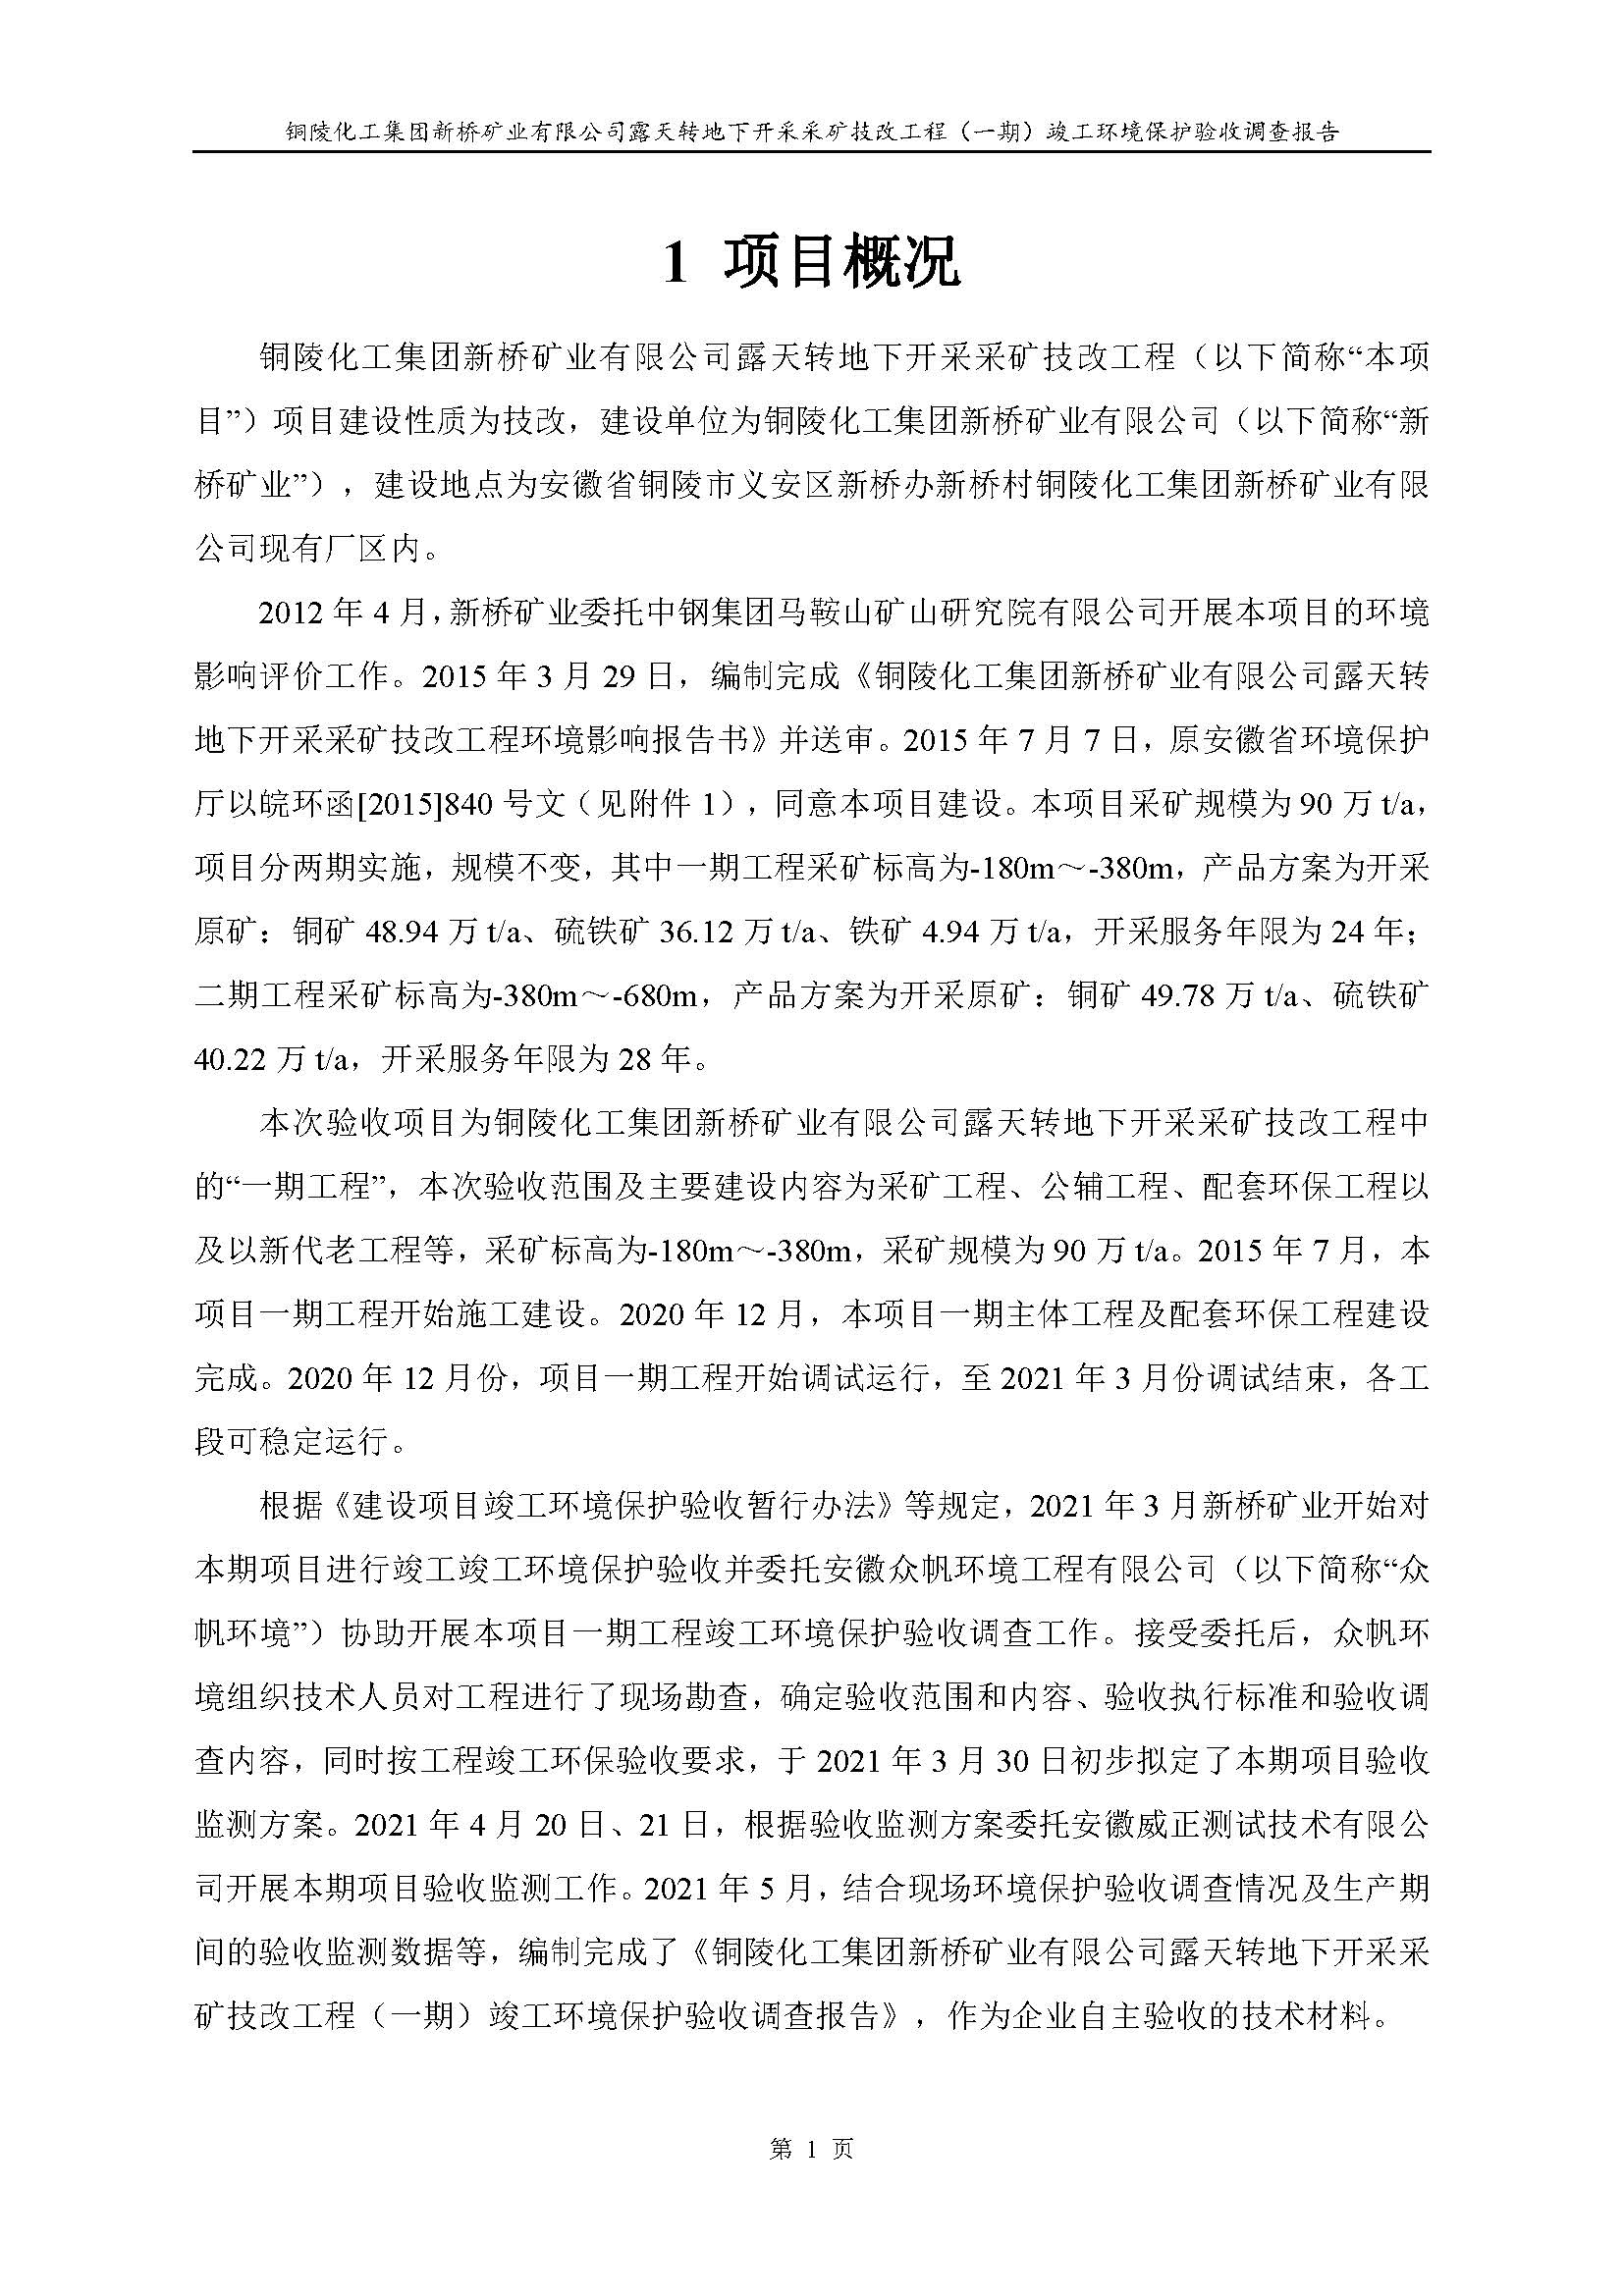 铜陵化工集团新桥矿业有限公司露天转地下开采采矿技改工程（一期）竣工环境保护验收调查报告
1 项目概况
铜陵化工集团新桥矿业有限公司露天转地下开采采矿技改工程（以下简称“本项
目”）项目建设性质为技改，建设单位为铜陵化工集团新桥矿业有限公司（以下简称“新
桥矿业”），建设地点为安徽省铜陵市义安区新桥办新桥村铜陵化工集团新桥矿业有限
公司现有厂区内。
2012 年 4 月，新桥矿业委托中钢集团马鞍山矿山研究院有限公司开展本项目的环境
影响评价工作。2015 年 3 月 29 日，编制完成《铜陵化工集团新桥矿业有限公司露天转
地下开采采矿技改工程环境影响报告书》并送审。2015 年 7 月 7 日，原安徽省环境保护
厅以皖环函[2015]840 号文（见附件 1），同意本项目建设。本项目采矿规模为 90 万 t/a，
项目分两期实施，规模不变，其中一期工程采矿标高为-180m～-380m，产品方案为开采
原矿：铜矿 48.94 万 t/a、硫铁矿 36.12 万 t/a、铁矿 4.94 万 t/a，开采服务年限为 24 年；
二期工程采矿标高为-380m～-680m，产品方案为开采原矿：铜矿 49.78 万 t/a、硫铁矿
40.22 万 t/a，开采服务年限为 28 年。
本次验收项目为铜陵化工集团新桥矿业有限公司露天转地下开采采矿技改工程中
的“一期工程”，本次验收范围及主要建设内容为采矿工程、公辅工程、配套环保工程以
及以新代老工程等，采矿标高为-180m～-380m，采矿规模为 90 万 t/a。2015 年 7 月，本
项目一期工程开始施工建设。2020 年 12 月，本项目一期主体工程及配套环保工程建设
完成。2020 年 12 月份，项目一期工程开始调试运行，至 2021 年 3 月份调试结束，各工
段可稳定运行。
根据《建设项目竣工环境保护验收暂行办法》等规定，2021 年 3 月新桥矿业开始对
本期项目进行竣工竣工环境保护验收并委托安徽众帆环境工程有限公司（以下简称“众
帆环境”）协助开展本项目一期工程竣工环境保护验收调查工作。接受委托后，众帆环
境组织技术人员对工程进行了现场勘查，确定验收范围和内容、验收执行标准和验收调
查内容，同时按工程竣工环保验收要求，于 2021 年 3 月 30 日初步拟定了本期项目验收
监测方案。2021 年 4 月 20 日、21 日，根据验收监测方案委托安徽威正测试技术有限公
司开展本期项目验收监测工作。2021 年 5 月，结合现场环境保护验收调查情况及生产期
间的验收监测数据等，编制完成了《铜陵化工集团新桥矿业有限公司露天转地下开采采
矿技改工程（一期）竣工环境保护验收调查报告》，作为企业自主验收的技术材料。
第 1 页